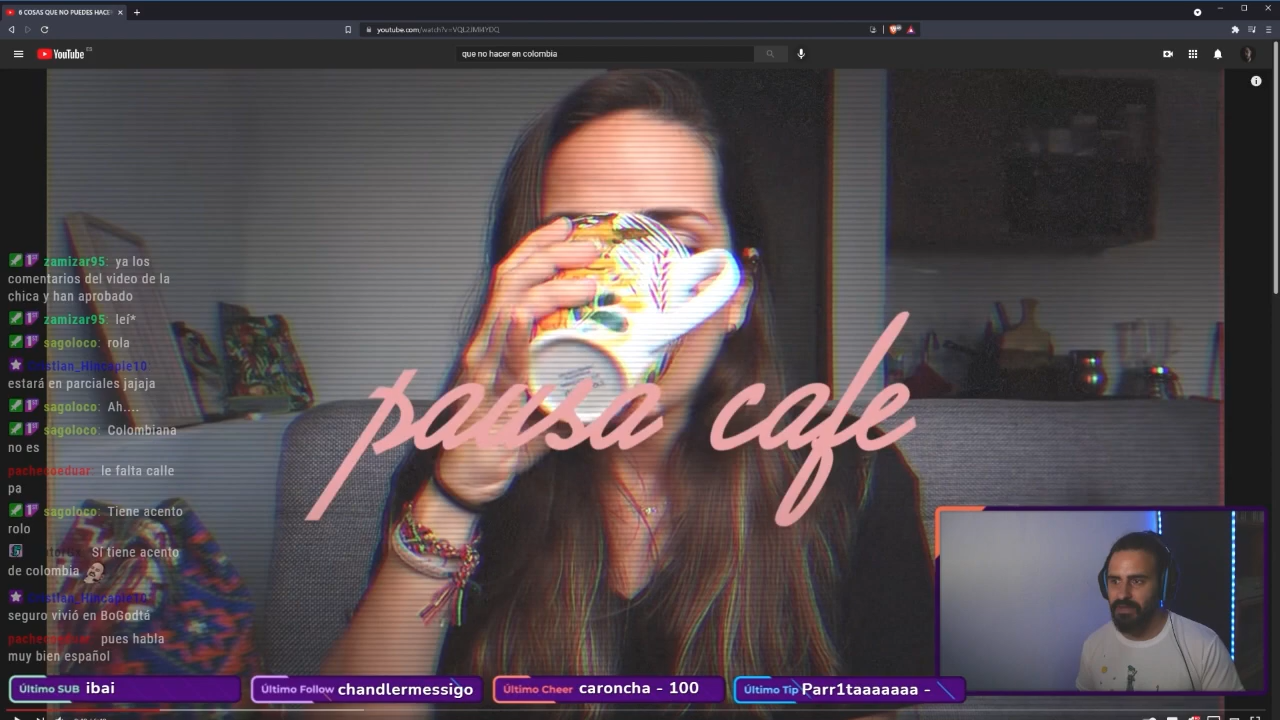 6 COSAS QUE NO PUEDES HACE
youtube.com/watch?v=VQL2JMWYDQ
YouTube
que no hacer en colombia
zamizar95: ya los
comentarios del video de la
chica y han aprobado
zamizar95: leí*
sagoloco: rola
estará en parciales jajaja
sagoloco: Ah....
sagoloco: Colombiana
no es
pachecoeduar: le falta calle
pa
sagoloco: Tiene acento
rolo
Sí tiene acento
de colombia
seguro vivió en BoGodtá
pachecoeduar: pues habla
muy bien español
pausa cafe
Último SUB ibai
Último Follow chandlermessigo
Último Cheer caroncha - 100
Último Tip Parr1taaaaaaa -